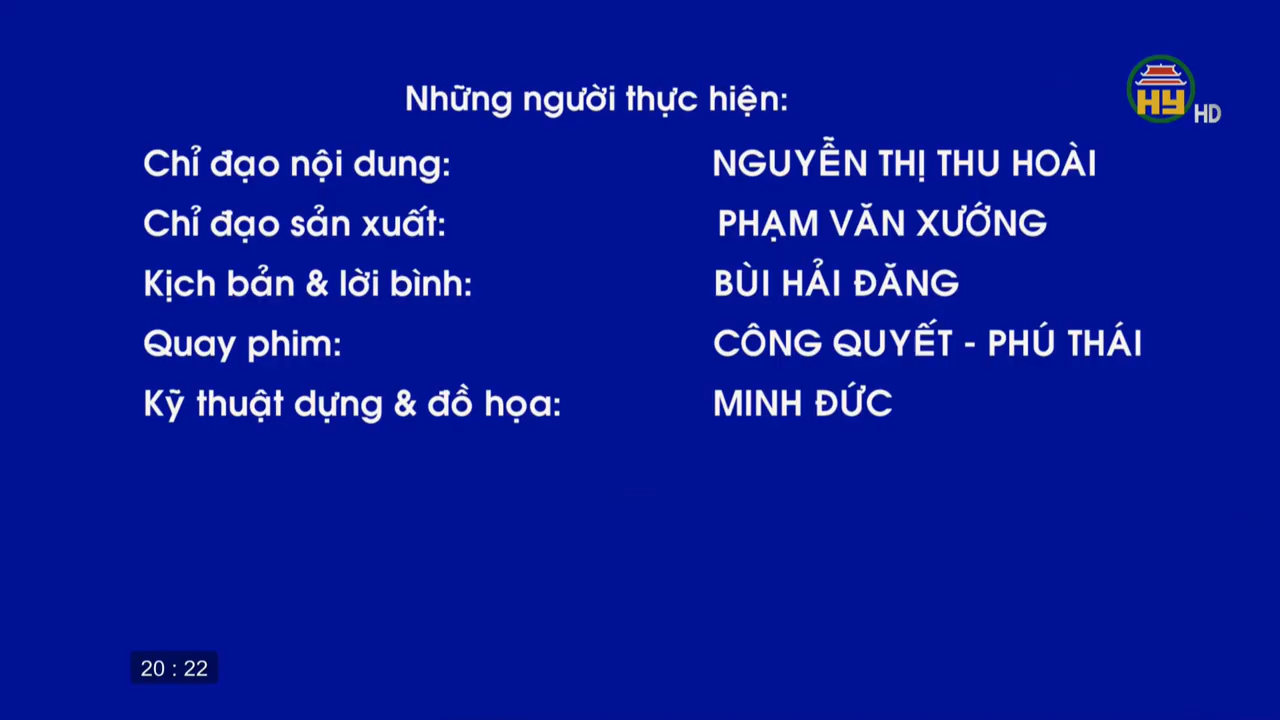 HY HD
Những người thực hiện:
Chỉ đạo nội dung: NGUYỄN THỊ THU HOÀI
Chỉ đạo sản xuất: PHẠM VĂN XƯỚNG
Kịch bản & lời bình: BÙI HẢI ĐĂNG
Quay phim: CÔNG QUYẾT - PHÚ THÁI
Kỹ thuật dựng & đồ họa: MINH ĐỨC
20 : 22